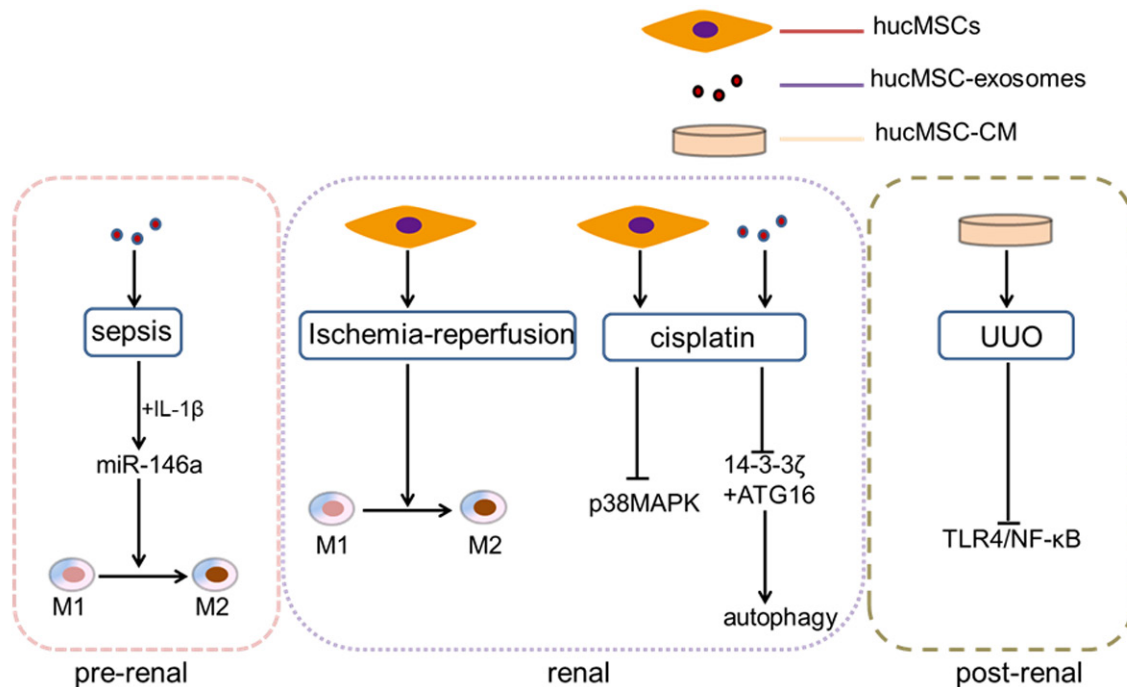 hucMSCs
hucMSC-exosomes
hucMSC-CM
sepsis
+IL-1β
miR-146a
M1
M2
pre-renal
Ischemia-reperfusion
M1
M2
cisplatin
p38MAPK
14-3-3ζ
+ATG16
autophagy
renal
UUO
TLR4/NF-κB
post-renal